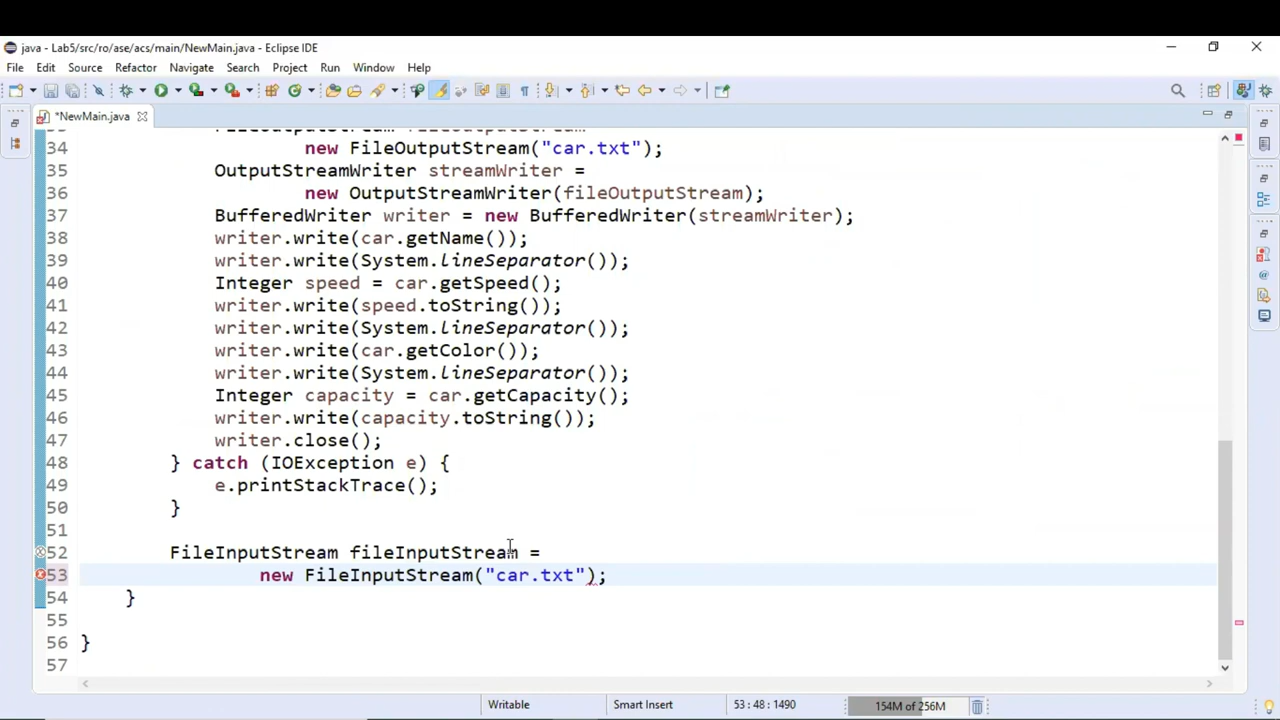 java - Lab5/src/ro/ase/acs/main/NewMain.java - Eclipse IDE
File Edit Source Refactor Navigate Search Project Run Window Help
*NewMain.java
34 new FileOutputStream("car.txt");
35 OutputStreamWriter streamWriter =
36 new OutputStreamWriter(fileOutputStream);
37 BufferedWriter writer = new BufferedWriter(streamWriter);
38 writer.write(car.getName());
39 writer.write(System.lineSeparator());
40 Integer speed = car.getSpeed();
41 writer.write(speed.toString());
42 writer.write(System.lineSeparator());
43 writer.write(car.getColor());
44 writer.write(System.lineSeparator());
45 Integer capacity = car.getCapacity();
46 writer.write(capacity.toString());
47 writer.close();
48 } catch (IOException e) {
49 e.printStackTrace();
50 }
51
52 FileInputStream fileInputStream =
53 new FileInputStream("car.txt");
54 }
55
56 }
57
Writable Smart Insert 53 : 48 : 1490 154M of 256M